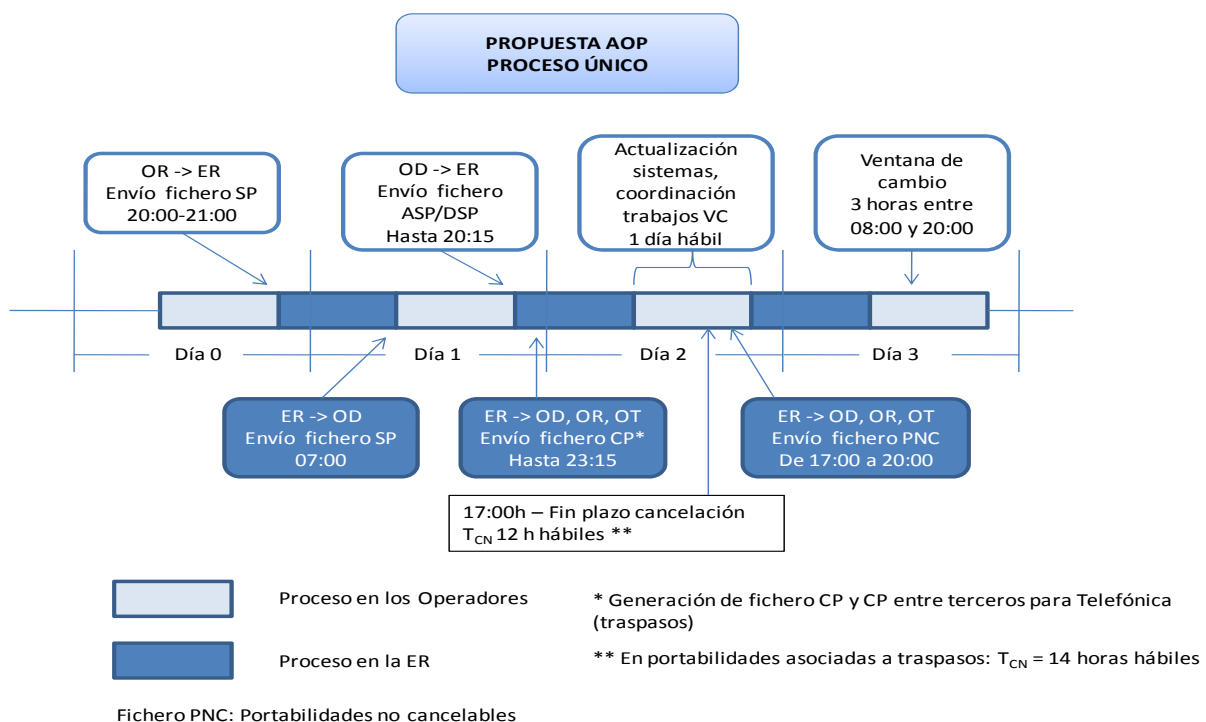 PROPUESTA AOP
PROCESO ÚNICO
OR -> ER
Envío fichero SP
20:00-21:00
OD -> ER
Envío fichero
ASP/DSP
Hasta 20:15
Actualización
sistemas,
coordinación
trabajos VC
1 día hábil
Ventana de
cambio
3 horas entre
08:00 y 20:00
Día 0
Día 1
Día 2
Día 3
ER -> OD
Envío fichero SP
07:00
ER -> OD, OR, OT
Envío fichero CP*
Hasta 23:15
ER -> OD, OR, OT
Envío fichero PNC
De 17:00 a 20:00
17:00h – Fin plazo cancelación
TCN 12 h hábiles **
Proceso en los Operadores
Proceso en la ER
Fichero PNC: Portabilidades no cancelables
* Generación de fichero CP y CP entre terceros para Telefónica
(traspasos)
** En portabilidades asociadas a traspasos: TCN = 14 horas hábiles